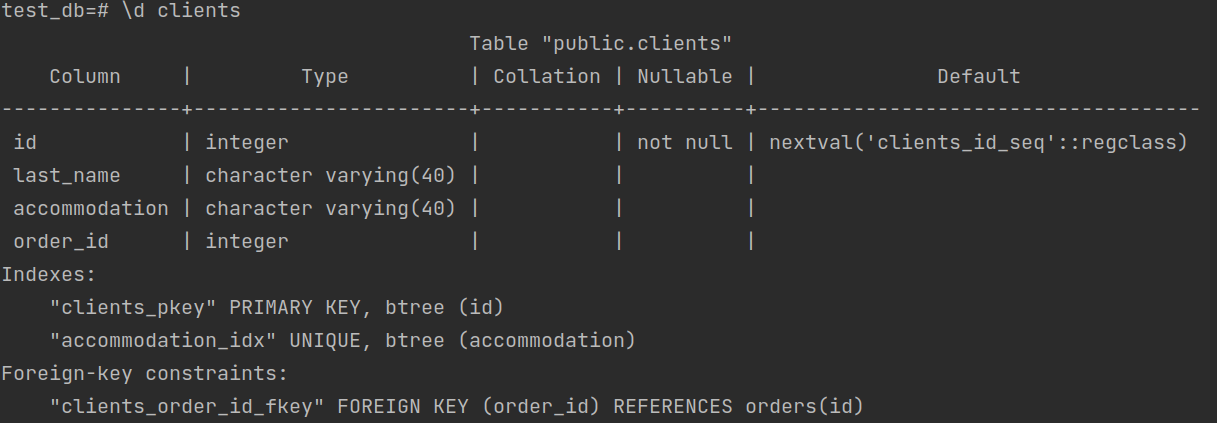 test_db=# \d clients
                                       Table "public.clients"
    Column     |         Type          | Collation | Nullable |               Default
---------------+-----------------------+-----------+----------+-------------------------------------
 id            | integer               |           | not null | nextval('clients_id_seq'::regclass)
 last_name     | character varying(40) |           |          |
 accommodation | character varying(40) |           |          |
 order_id      | integer               |           |          |
Indexes:
    "clients_pkey" PRIMARY KEY, btree (id)
    "accommodation_idx" UNIQUE, btree (accommodation)
Foreign-key constraints:
    "clients_order_id_fkey" FOREIGN KEY (order_id) REFERENCES orders(id)